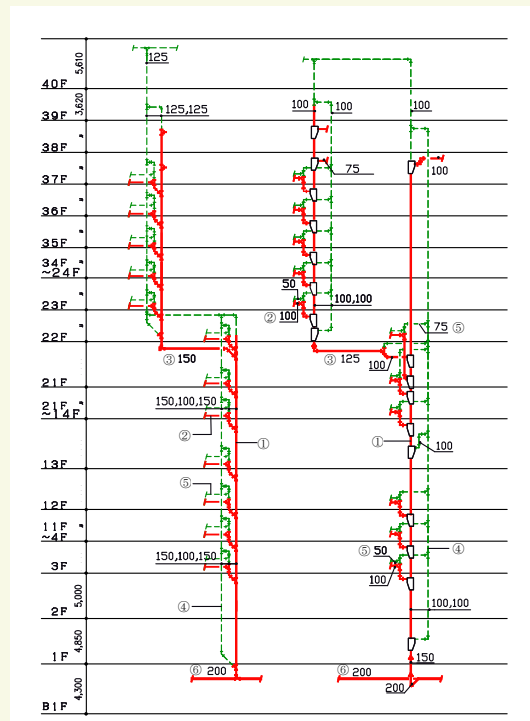 5,610
125
40F
3,620
125,125
100
100
100
39F
"
38F
"
75
100
37F
"
36F
"
35F
"
34F
~24F
"
50
23F
②
100
100,100
75 ⑤
22F
③ 150
③ 125
100
21F
21F "
~14F
150,100,150
②
①
①
100
13F
⑤
12F
11F "
~4F
150,100,150
⑤ 50
④
3F
100
5,000
④
100,100
2F
4,850
1F
150
⑥ 200
⑥ 200
200
4,300
B1F